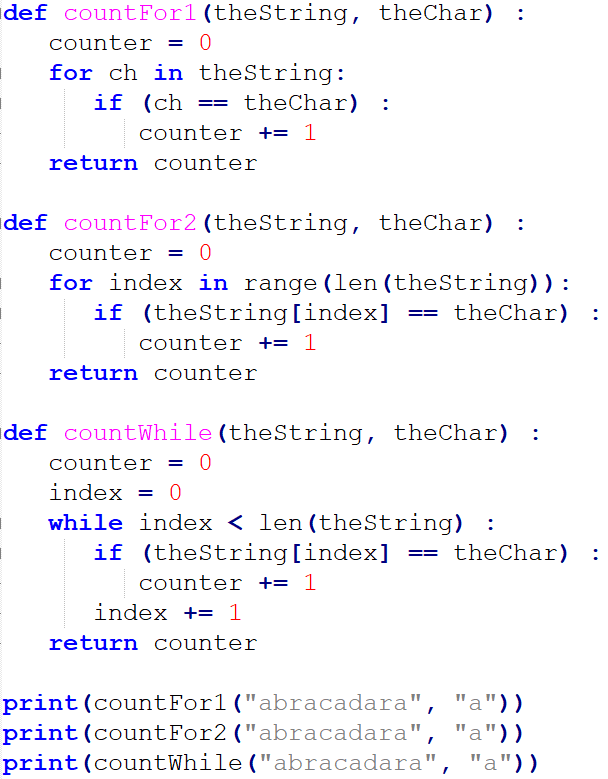 def countFor1(theString, theChar) :
   counter = 0
   for ch in theString:
      if (ch == theChar) :
         counter += 1
   return counter

def countFor2(theString, theChar) :
   counter = 0
   for index in range(len(theString)):
      if (theString[index] == theChar) :
         counter += 1
   return counter

def countWhile(theString, theChar) :
   counter = 0
   index = 0
   while index < len(theString) :
      if (theString[index] == theChar) :
         counter += 1
      index += 1
   return counter

print(countFor1("abracadara", "a"))
print(countFor2("abracadara", "a"))
print(countWhile("abracadara", "a"))